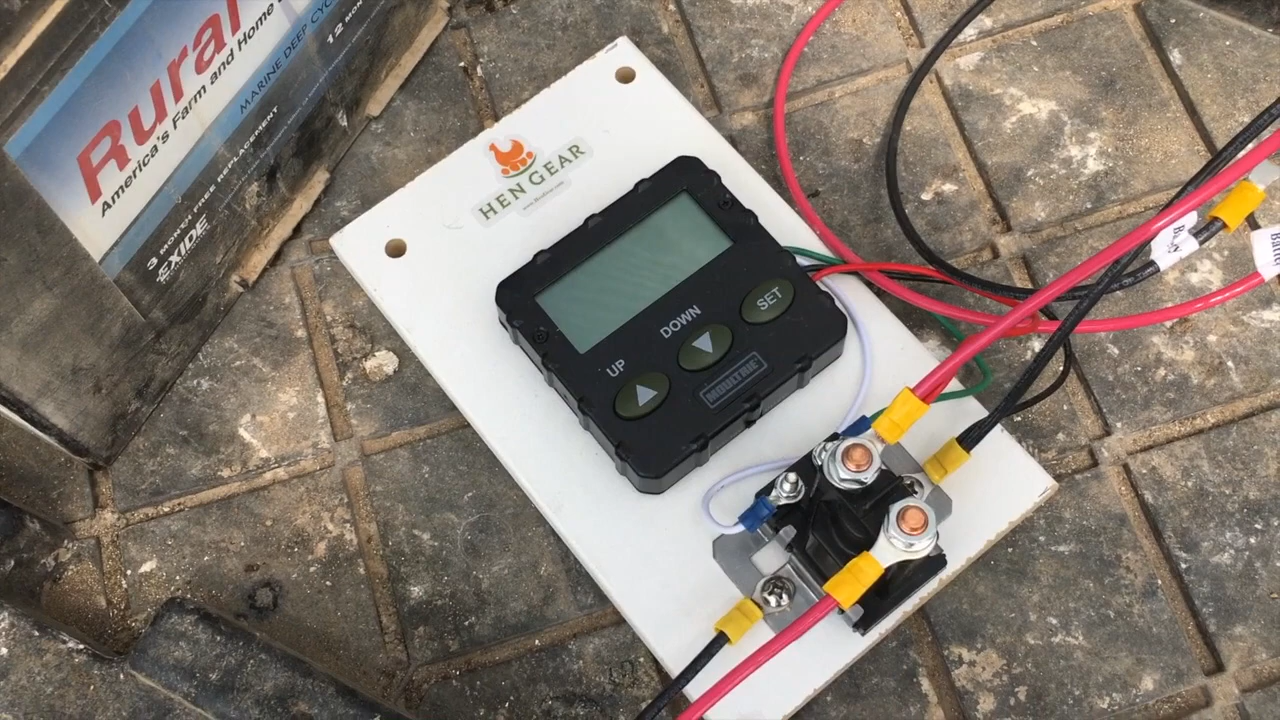 Rural
America's Farm and Home
MARINE DEEP CYC
12 MON
3 MONTH FREE REPLACEMENT
EXIDE
HEN GEAR
UP
DOWN
SET
MOULTRIE